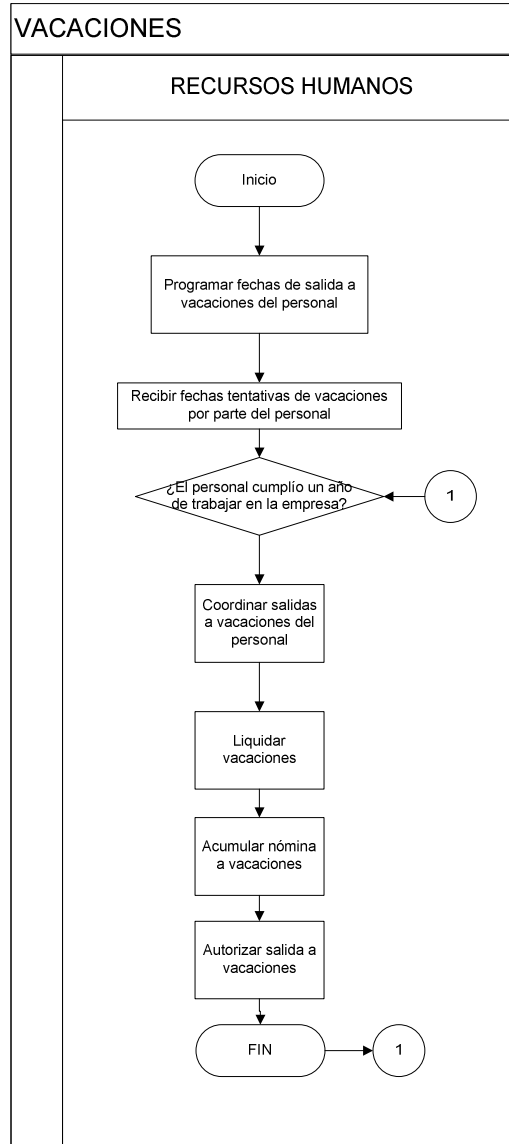 VACACIONES
RECURSOS HUMANOS
Inicio
Programar fechas de salida a
vacaciones del personal
Recibir fechas tentativas de vacaciones
por parte del personal
¿El personal cumplío un año
de trabajar en la empresa?
1
Coordinar salidas
a vacaciones del
personal
Liquidar
vacaciones
Acumular nómina
a vacaciones
Autorizar salida a
vacaciones
FIN
1